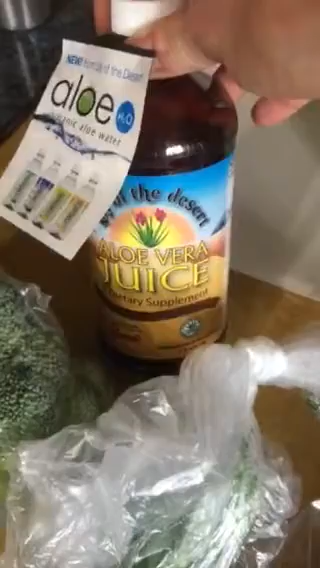 NEW! from Lily of the Desert
aloe H2O
organic aloe water
of the desert
ALOE VERA
JUICE
Dietary Supplement